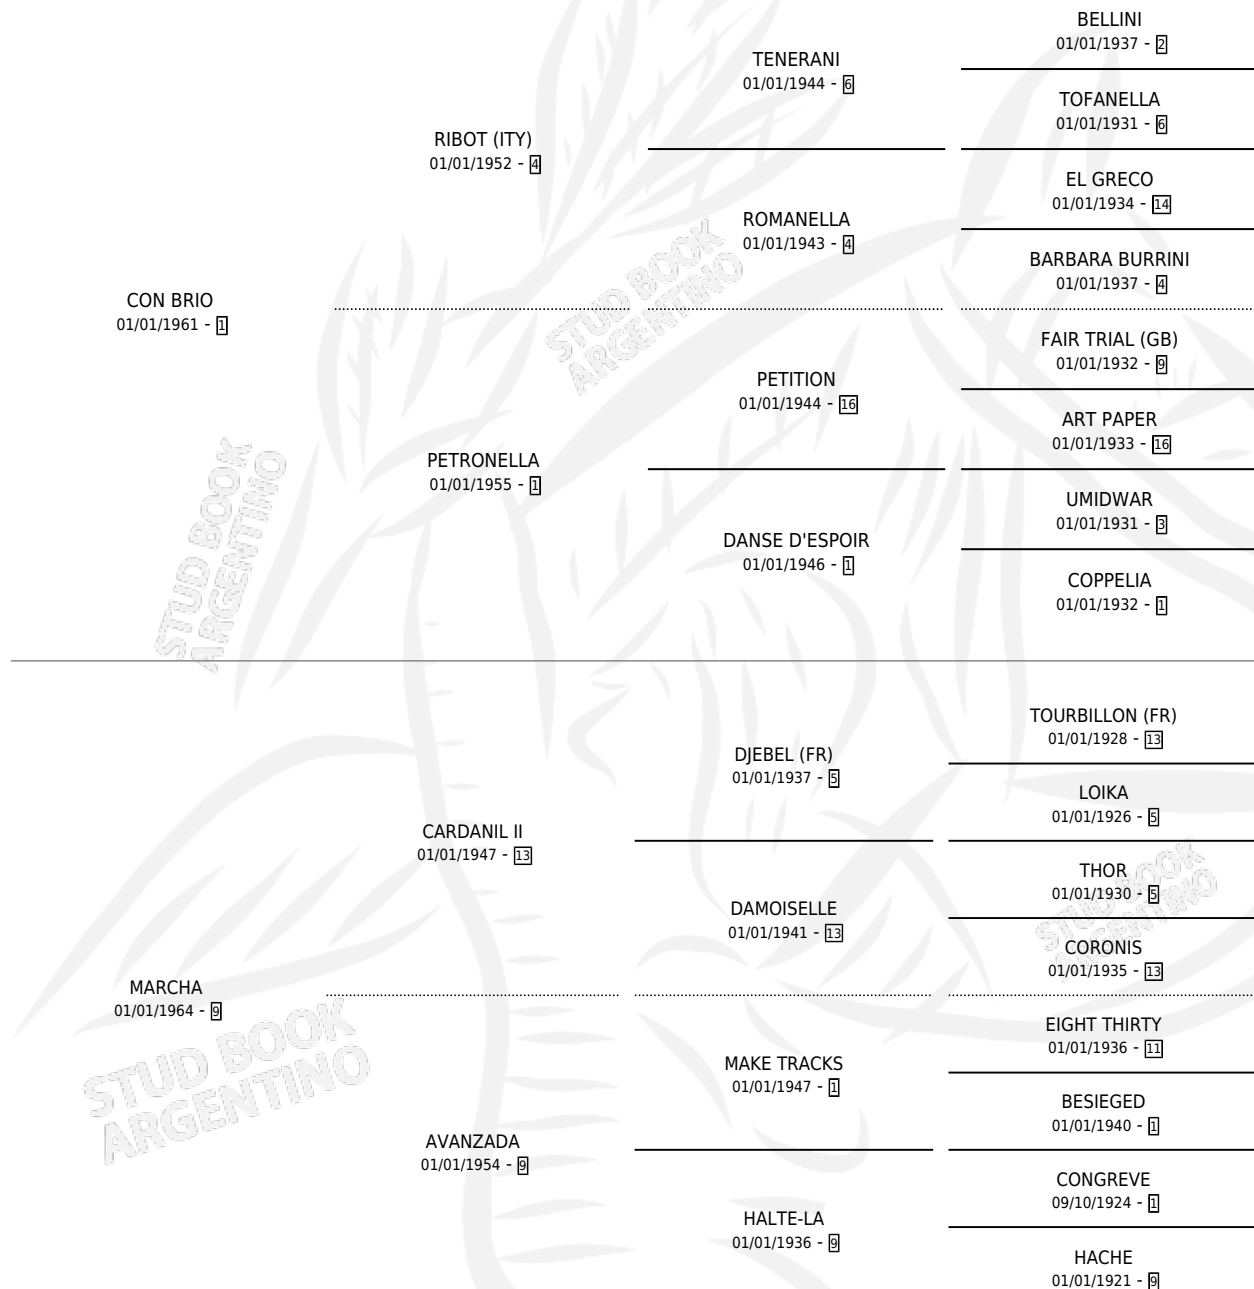 BELLINI
01/01/1937 - 2
TENERANI
01/01/1944 - 6
TOFANELLA
01/01/1931 - 6
RIBOT (ITY)
01/01/1952 - 4
EL GRECO
01/01/1934 - 14
ROMANELLA
01/01/1943 - 4
BARBARA BURRINI
01/01/1937 - 4
CON BRIO
01/01/1961 - 1
FAIR TRIAL (GB)
01/01/1932 - 9
PETITION
01/01/1944 - 16
ART PAPER
01/01/1933 - 16
PETRONELLA
01/01/1955 - 1
UMIDWAR
01/01/1931 - 3
DANSE D'ESPOIR
01/01/1946 - 1
COPPELIA
01/01/1932 - 1
TOURBILLON (FR)
01/01/1928 - 13
DJEBEL (FR)
01/01/1937 - 5
LOIKA
01/01/1926 - 5
CARDANIL II
01/01/1947 - 13
THOR
01/01/1930 - 5
DAMOISELLE
01/01/1941 - 13
CORONIS
01/01/1935 - 13
MARCHA
01/01/1964 - 9
EIGHT THIRTY
01/01/1936 - 11
MAKE TRACKS
01/01/1947 - 1
BESIEGED
01/01/1940 - 1
AVANZADA
01/01/1954 - 9
CONGREVE
09/10/1924 - 1
HALTE-LA
01/01/1936 - 9
HACHE
01/01/1921 - 9
STUD BOOK
ARGENTINO
STUD BOOK
ARGENTINO
STUD BOOK
ARGENTINO
STUD BOOK
ARGENTINO